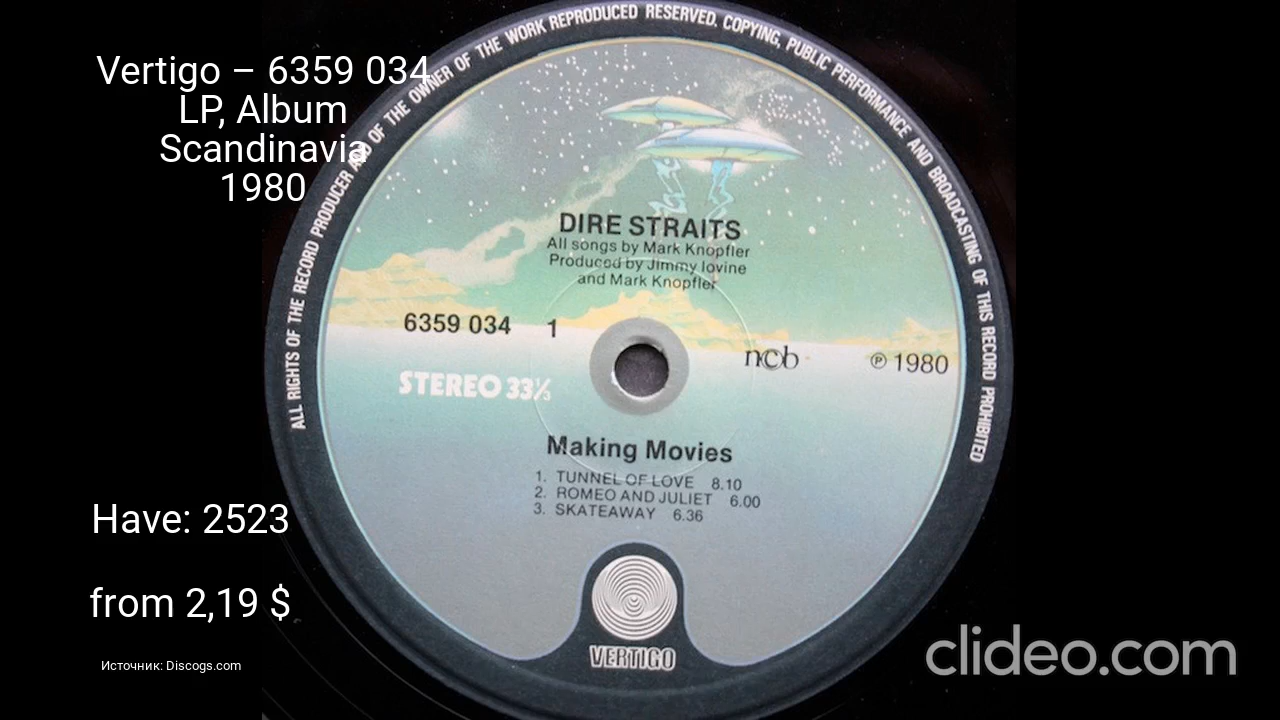 Vertigo – 6359 034
LP, Album
Scandinavia
1980
ALL RIGHTS OF THE RECORD PRODUCER AND OF THE OWNER OF THE WORK REPRODUCED RESERVED. COPYING, PUBLIC PERFORMANCE AND BROADCASTING OF THIS RECORD PROHIBITED
DIRE STRAITS
All songs by Mark Knopfler
Produced by Jimmy Iovine
and Mark Knopfler
6359 034 1
ncb
℗ 1980
STEREO 33⅓
Making Movies
1. TUNNEL OF LOVE 8.10
2. ROMEO AND JULIET 6.00
3. SKATEAWAY 6.36
VERTIGO
Have: 2523
from 2,19 $
Источник: Discogs.com
clideo.com